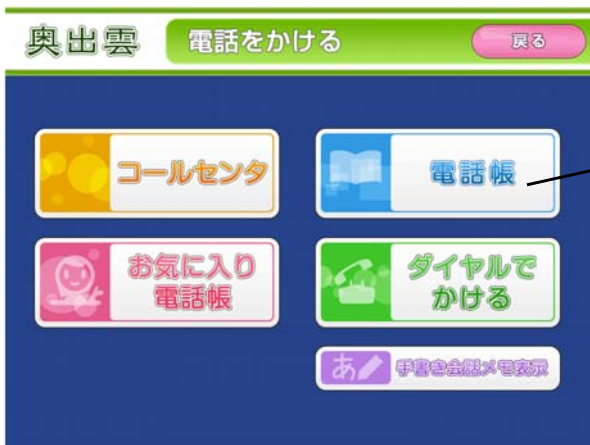 奥出雲
電話をかける
戻る
コールセンタ
電話帳
お気に入り
電話帳
ダイヤルで
かける
あ
手書き会話メモ表示